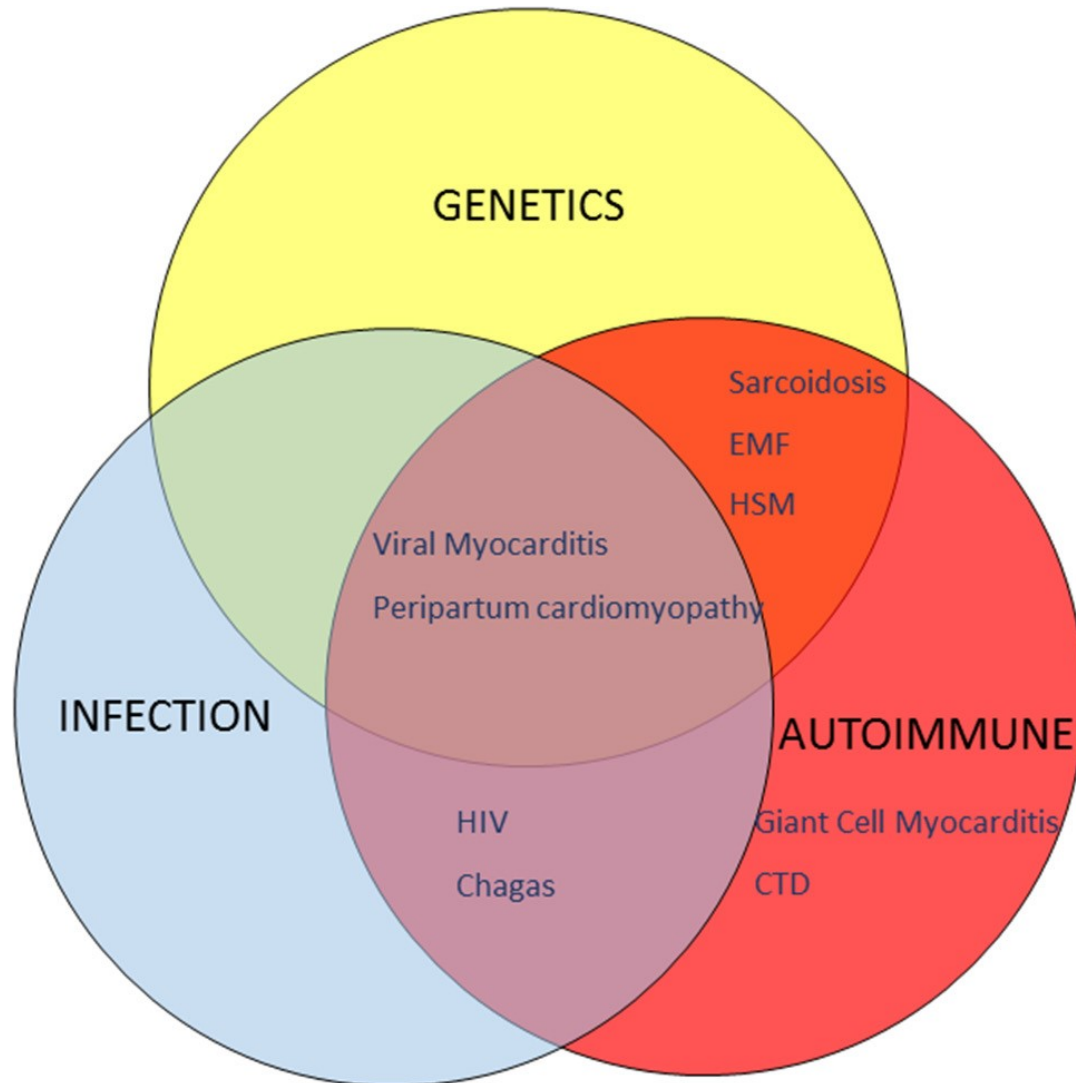 GENETICS
Sarcoidosis
EMF
HSM
Viral Myocarditis
Peripartum cardiomyopathy
INFECTION
AUTOIMMUNE
HIV
Chagas
Giant Cell Myocarditis
CTD